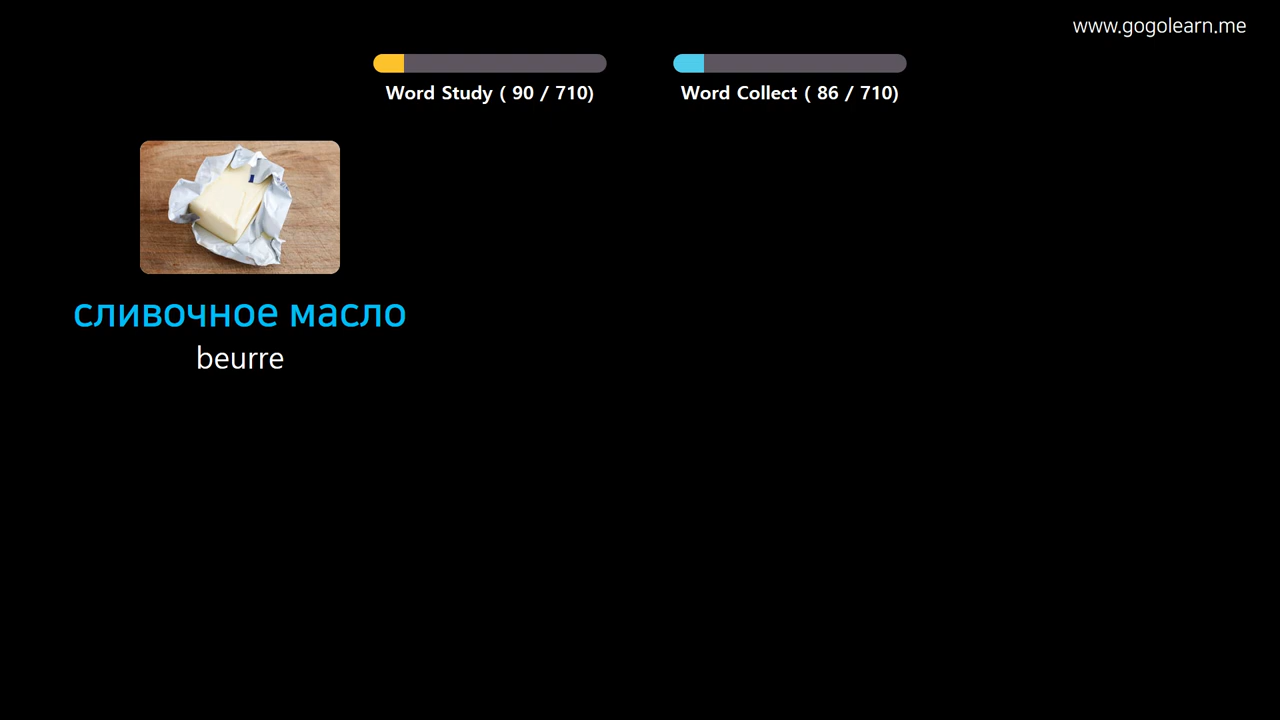 www.gogolearn.me
Word Study ( 90 / 710)
Word Collect ( 86 / 710)
сливочное масло
beurre